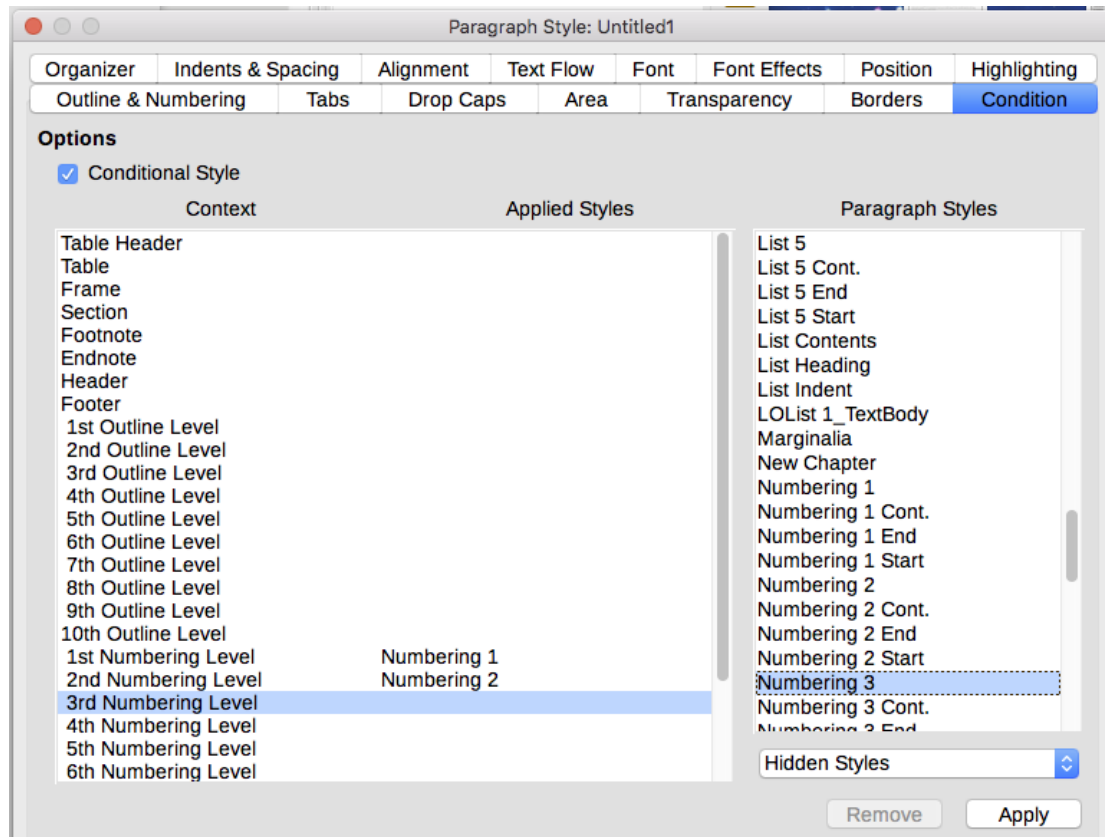 Paragraph Style: Untitled1
Organizer Indents & Spacing Alignment Text Flow Font Font Effects Position Highlighting
Outline & Numbering Tabs Drop Caps Area Transparency Borders Condition
Options
Conditional Style
Context Applied Styles Paragraph Styles
Table Header
Table
Frame
Section
Footnote
Endnote
Header
Footer
1st Outline Level
2nd Outline Level
3rd Outline Level
4th Outline Level
5th Outline Level
6th Outline Level
7th Outline Level
8th Outline Level
9th Outline Level
10th Outline Level
1st Numbering Level Numbering 1
2nd Numbering Level Numbering 2
3rd Numbering Level
4th Numbering Level
5th Numbering Level
6th Numbering Level
List 5
List 5 Cont.
List 5 End
List 5 Start
List Contents
List Heading
List Indent
LOList 1_TextBody
Marginalia
New Chapter
Numbering 1
Numbering 1 Cont.
Numbering 1 End
Numbering 1 Start
Numbering 2
Numbering 2 Cont.
Numbering 2 End
Numbering 2 Start
Numbering 3
Numbering 3 Cont.
Numbering 3 End
Hidden Styles
Remove Apply